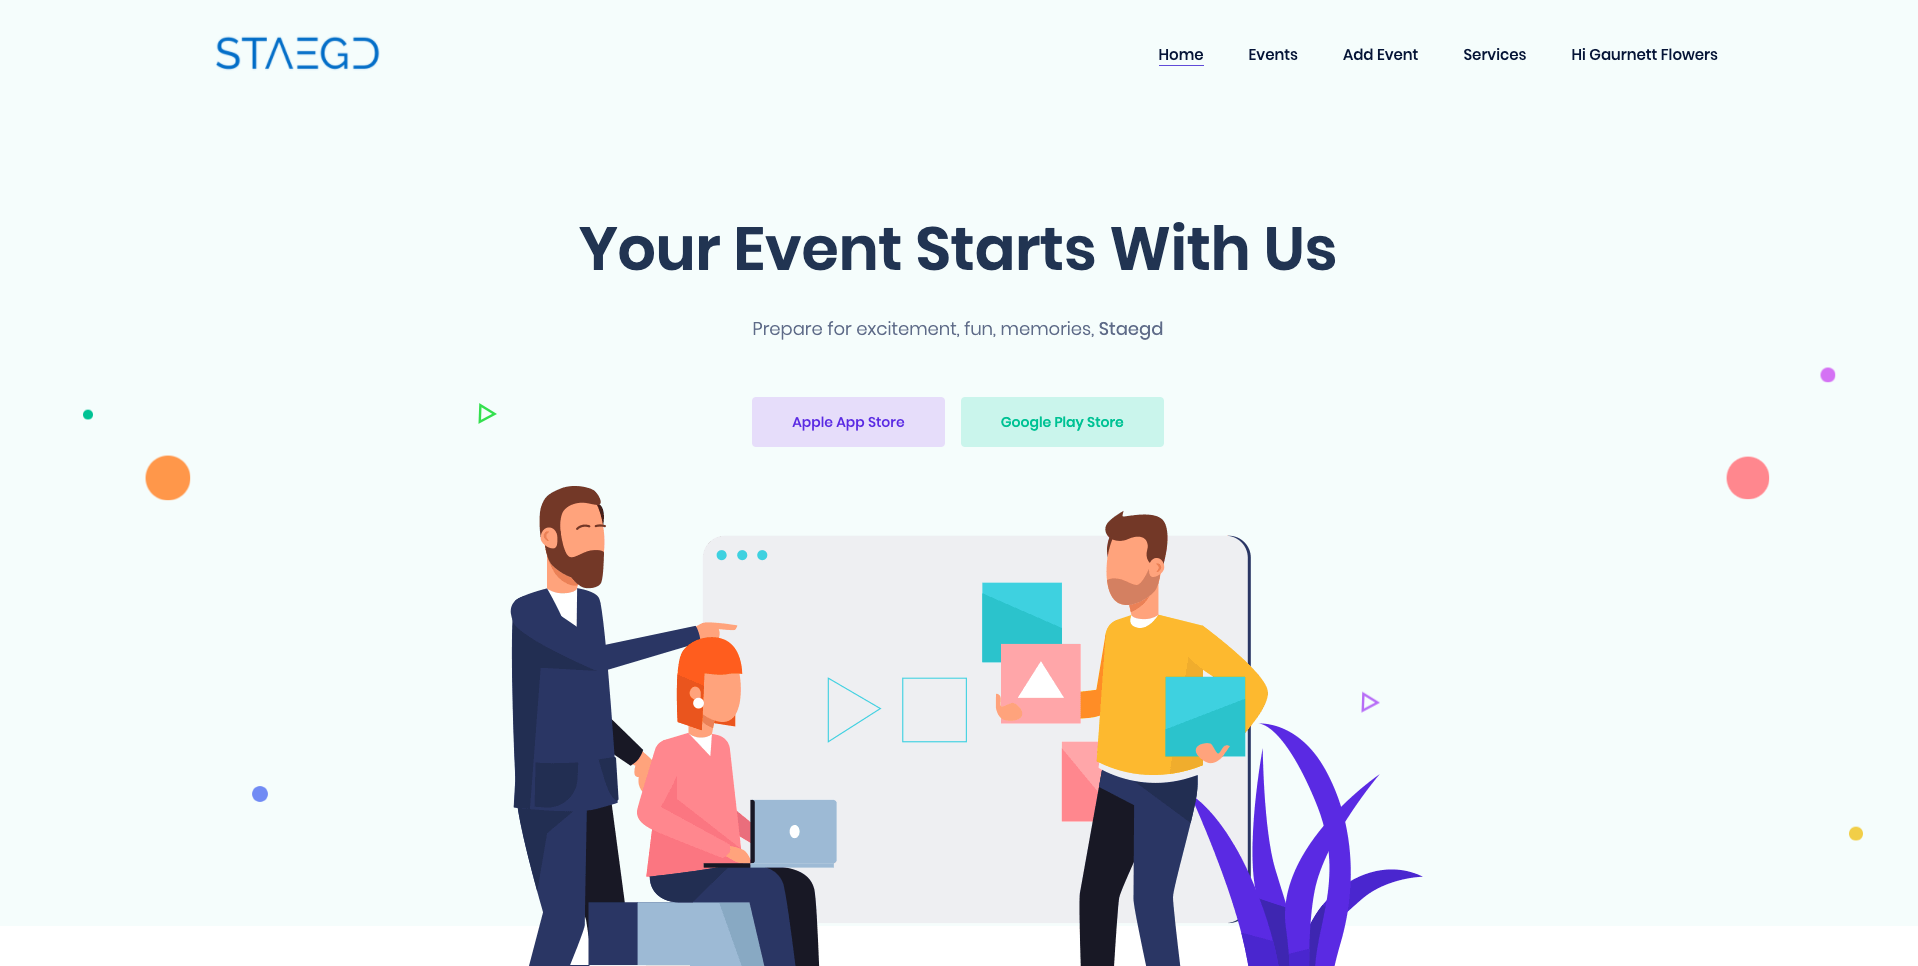 STAEGD
Home Events Add Event Services Hi Gaurnett Flowers
Your Event Starts With Us
Prepare for excitement, fun, memories, Staegd
Apple App Store Google Play Store